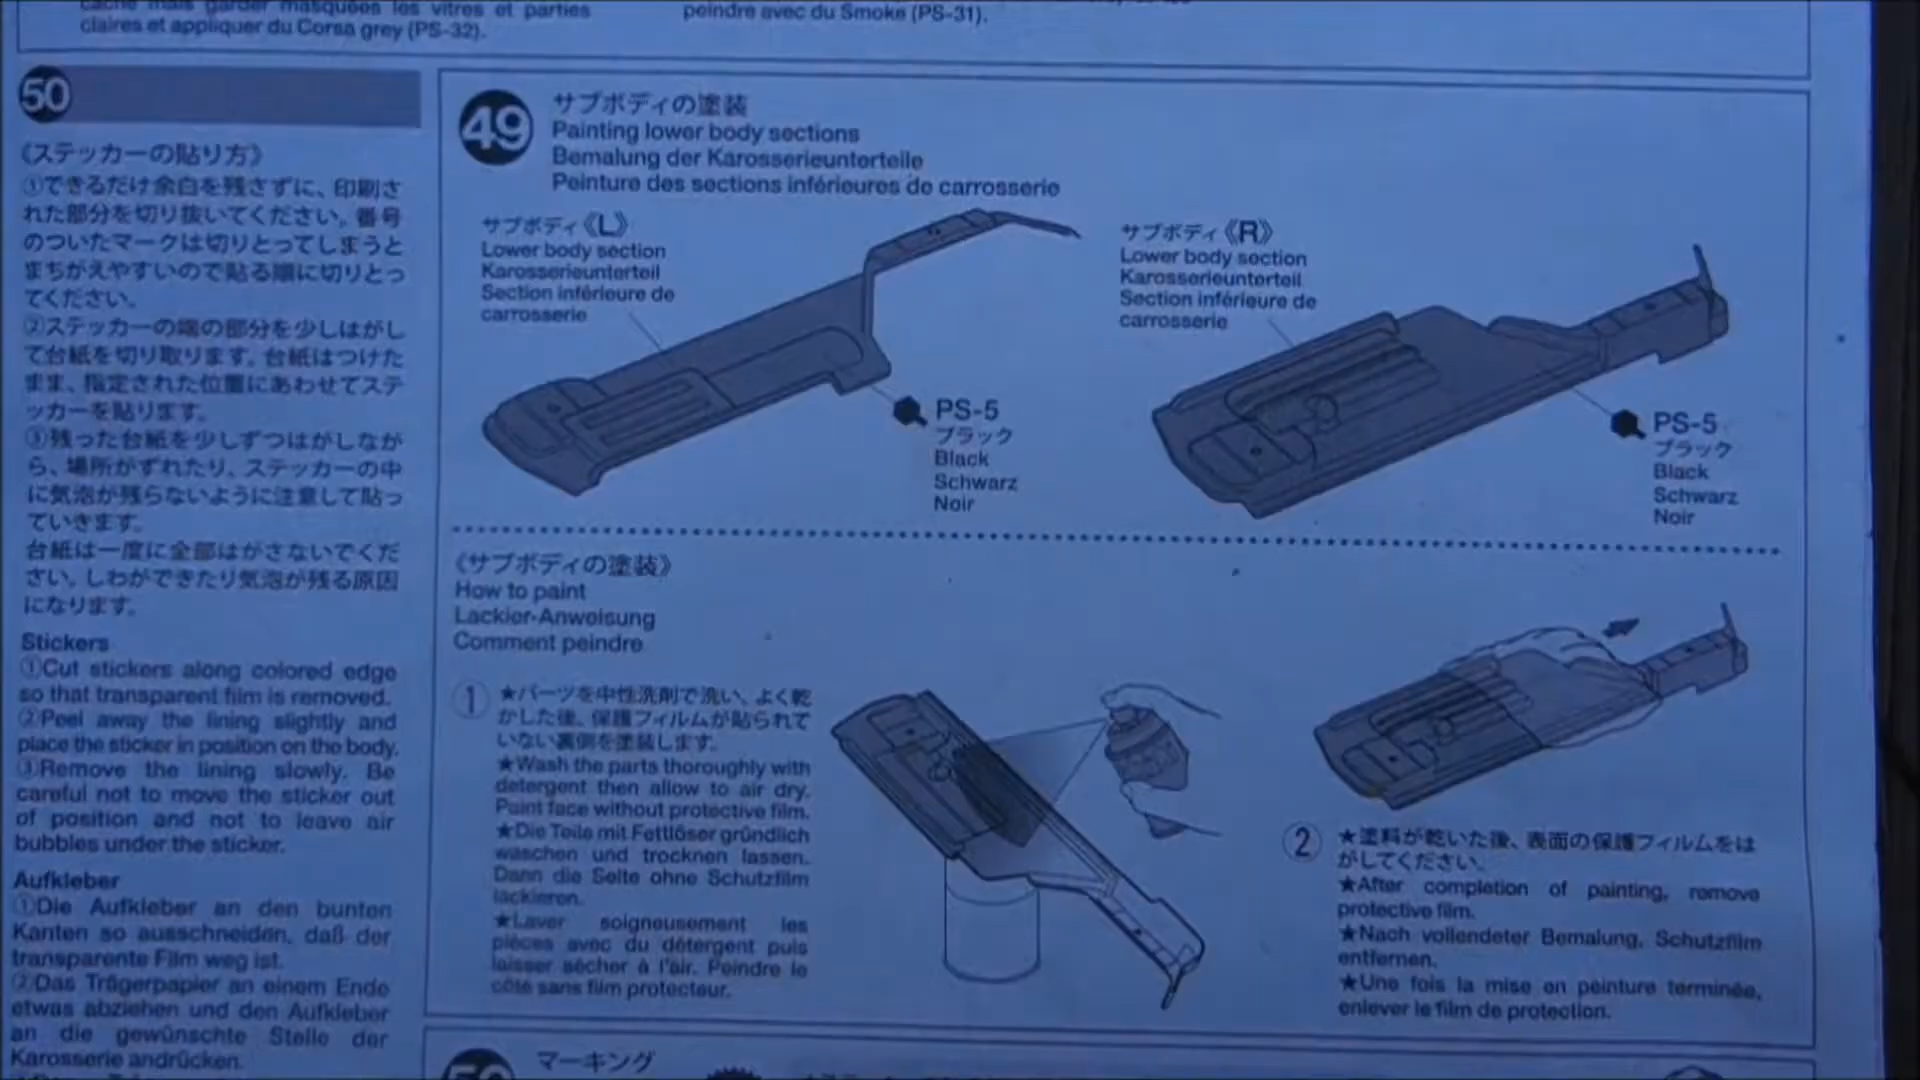 cache mais garder masquées les vitres et parties
claires et appliquer du Corsa grey (PS-32).
peindre avec du Smoke (PS-31).
50
《ステッカーの貼り方》
①できるだけ余白を残さずに、印刷さ
れた部分を切り抜いてください。番号
のついたマークは切りとってしまうと
まちがえやすいので貼る順に切りとっ
てください。
②ステッカーの端の部分を少しはがし
て台紙を切り取ります。台紙はつけた
まま、指定された位置にあわせてステ
ッカーを貼ります。
③残った台紙を少しずつはがしなが
ら、場所がずれたり、ステッカーの中
に気泡が残らないように注意して貼っ
ていきます。
台紙は一度に全部はがさないでくだ
さい。しわができたり気泡が残る原因
になります。
Stickers
①Cut stickers along colored edge
so that transparent film is removed.
②Peel away the lining slightly and
place the sticker in position on the body.
③Remove the lining slowly. Be
careful not to move the sticker out
of position and not to leave air
bubbles under the sticker.
Aufkleber
①Die Aufkleber an den bunten
Kanten so ausschneiden, daß der
transparente Film weg ist.
②Das Trägerpapier an einem Ende
etwas abziehen und den Aufkleber
an die gewünschte Stelle der
Karosserie andrücken.
49
サブボディの塗装
Painting lower body sections
Bemalung der Karosserieunterteile
Peinture des sections inférieures de carrosserie
サブボディ《L》
Lower body section
Karosserieunterteil
Section inférieure de
carrosserie
PS-5
ブラック
Black
Schwarz
Noir
サブボディ《R》
Lower body section
Karosserieunterteil
Section inférieure de
carrosserie
PS-5
ブラック
Black
Schwarz
Noir
《サブボディの塗装》
How to paint
Lackier-Anweisung
Comment peindre
1
★パーツを中性洗剤で洗い、よく乾
かした後、保護フィルムが貼られて
いない裏側を塗装します。
★Wash the parts thoroughly with
detergent then allow to air dry.
Paint face without protective film.
★Die Teile mit Fettlöser gründlich
waschen und trocknen lassen.
Dann die Seite ohne Schutzfilm
lackieren.
★Laver soigneusement les
pièces avec du détergent puis
laisser sécher à l'air. Peindre le
côté sans film protecteur.
2
★塗料が乾いた後、表面の保護フィルムをは
がしてください。
★After completion of painting, remove
protective film.
★Nach vollendeter Bemalung, Schutzfilm
entfernen.
★Une fois la mise en peinture terminée,
enlever le film de protection.
50
マーキング